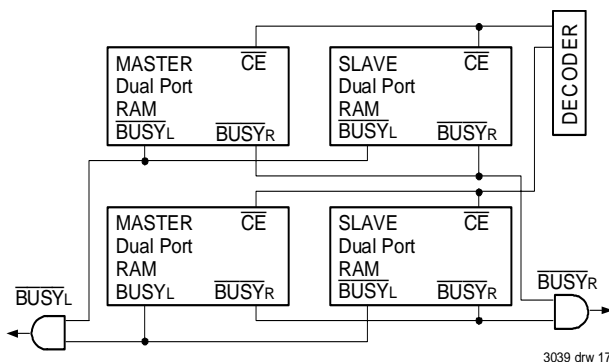 MASTER CE
Dual Port
RAM
BUSYL BUSYR
SLAVE CE
Dual Port
RAM
BUSYL BUSYR
DECODER
MASTER CE
Dual Port
RAM
BUSYL BUSYR
SLAVE CE
Dual Port
RAM
BUSYL BUSYR
BUSYL
BUSYR
3039 drw 17